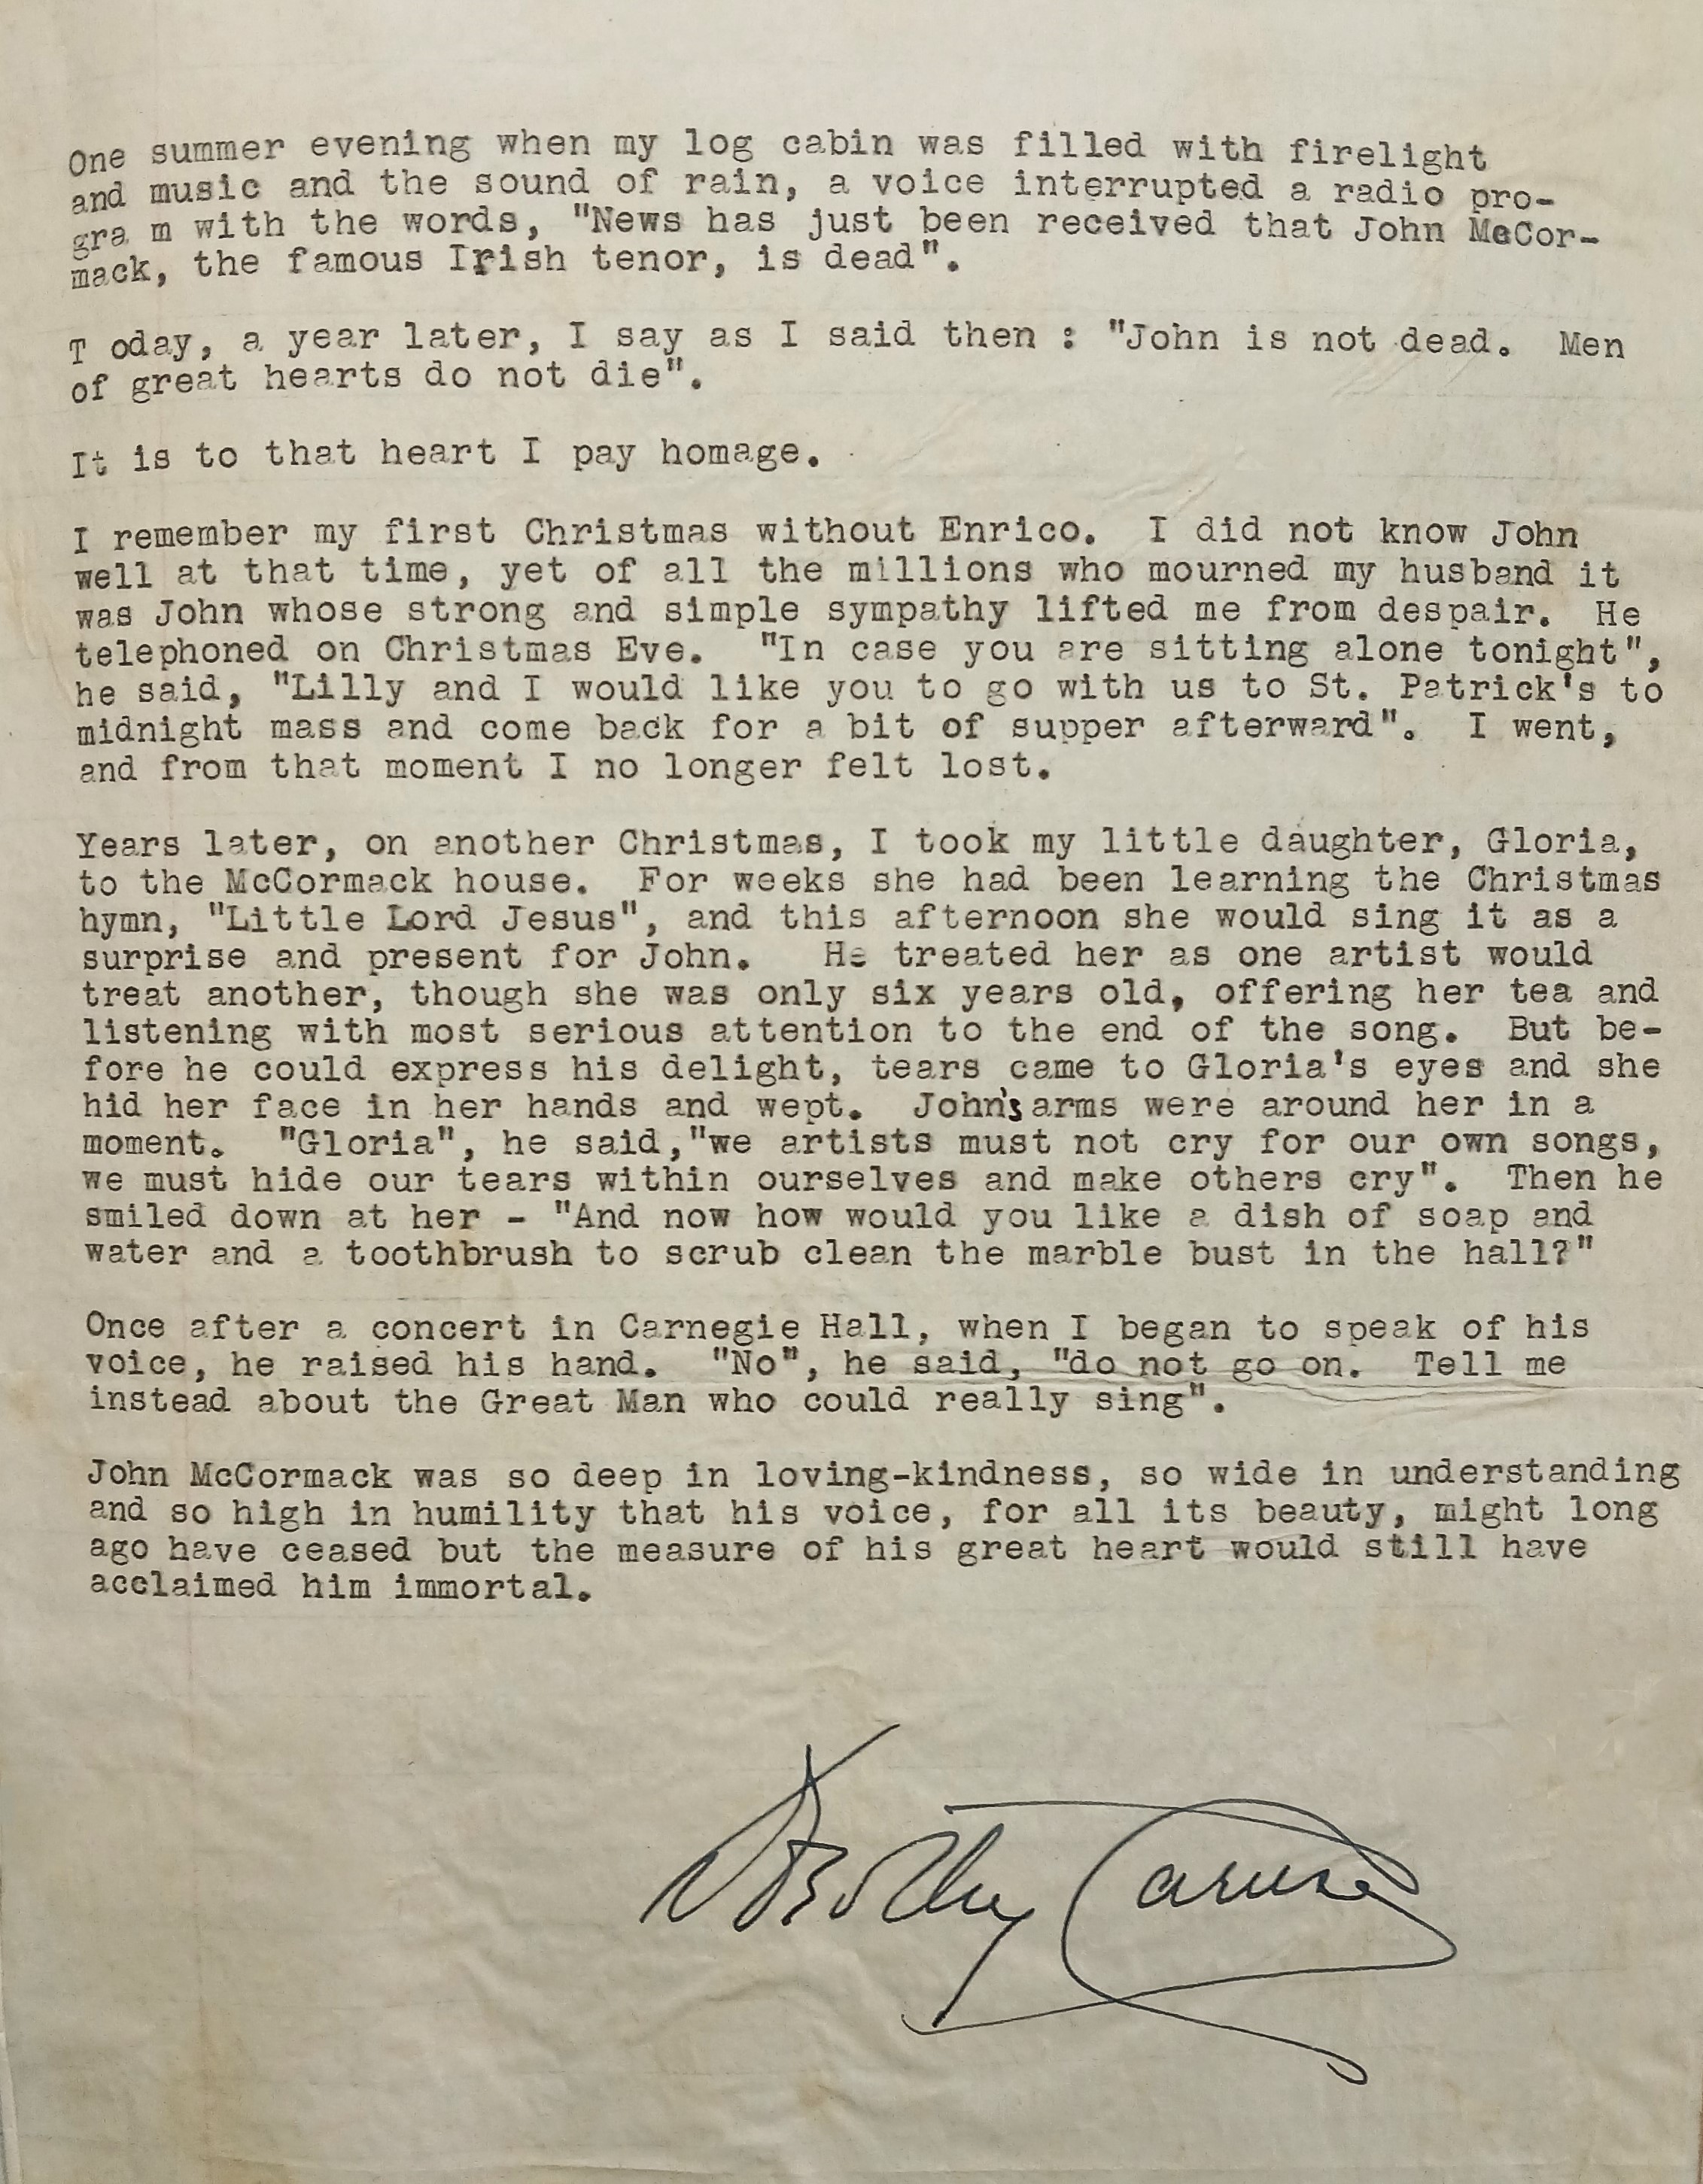 One summer evening when my log cabin was filled with firelight
and music and the sound of rain, a voice interrupted a radio pro-
gra m with the words, "News has just been received that John McCor-
mack, the famous Irish tenor, is dead".
T oday, a year later, I say as I said then : "John is not dead. Men
of great hearts do not die".
It is to that heart I pay homage.
I remember my first Christmas without Enrico. I did not know John
well at that time, yet of all the millions who mourned my husband it
was John whose strong and simple sympathy lifted me from despair. He
telephoned on Christmas Eve. "In case you are sitting alone tonight",
he said, "Lilly and I would like you to go with us to St. Patrick's to
midnight mass and come back for a bit of supper afterward". I went,
and from that moment I no longer felt lost.
Years later, on another Christmas, I took my little daughter, Gloria,
to the McCormack house. For weeks she had been learning the Christmas
hymn, "Little Lord Jesus", and this afternoon she would sing it as a
surprise and present for John. He treated her as one artist would
treat another, though she was only six years old, offering her tea and
listening with most serious attention to the end of the song. But be-
fore he could express his delight, tears came to Gloria's eyes and she
hid her face in her hands and wept. John's arms were around her in a
moment. "Gloria", he said,"we artists must not cry for our own songs,
we must hide our tears within ourselves and make others cry". Then he
smiled down at her - "And now how would you like a dish of soap and
water and a toothbrush to scrub clean the marble bust in the hall?"
Once after a concert in Carnegie Hall, when I began to speak of his
voice, he raised his hand. "No", he said, "do not go on. Tell me
instead about the Great Man who could really sing".
John McCormack was so deep in loving-kindness, so wide in understanding
and so high in humility that his voice, for all its beauty, might long
ago have ceased but the measure of his great heart would still have
acclaimed him immortal.
Dorothy Caruso